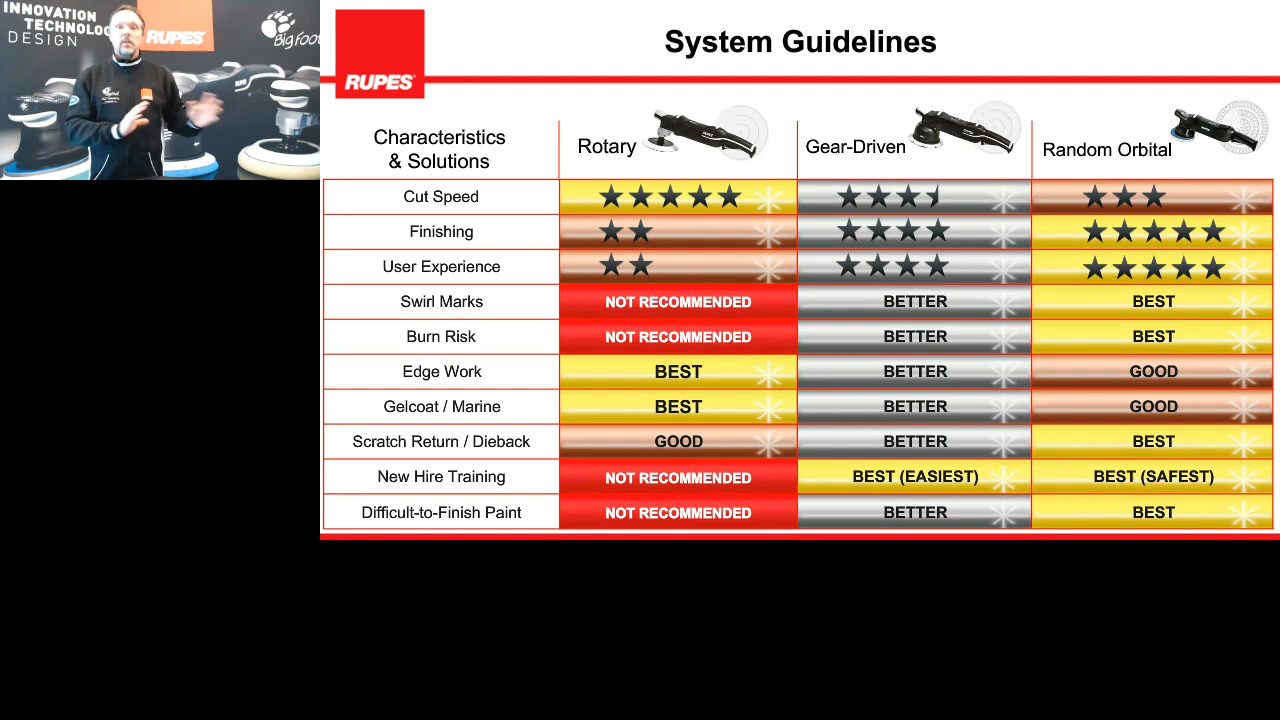 INNOVATION
TECHNOLOG
DESIGN
RUPES
BigFoot
RUPES
System Guidelines
Characteristics
& Solutions
Rotary
Gear-Driven
Random Orbital
Cut Speed
Finishing
User Experience
Swirl Marks NOT RECOMMENDED BETTER BEST
Burn Risk NOT RECOMMENDED BETTER BEST
Edge Work BEST BETTER GOOD
Gelcoat / Marine BEST BETTER GOOD
Scratch Return / Dieback GOOD BETTER BEST
New Hire Training NOT RECOMMENDED BEST (EASIEST) BEST (SAFEST)
Difficult-to-Finish Paint NOT RECOMMENDED BETTER BEST